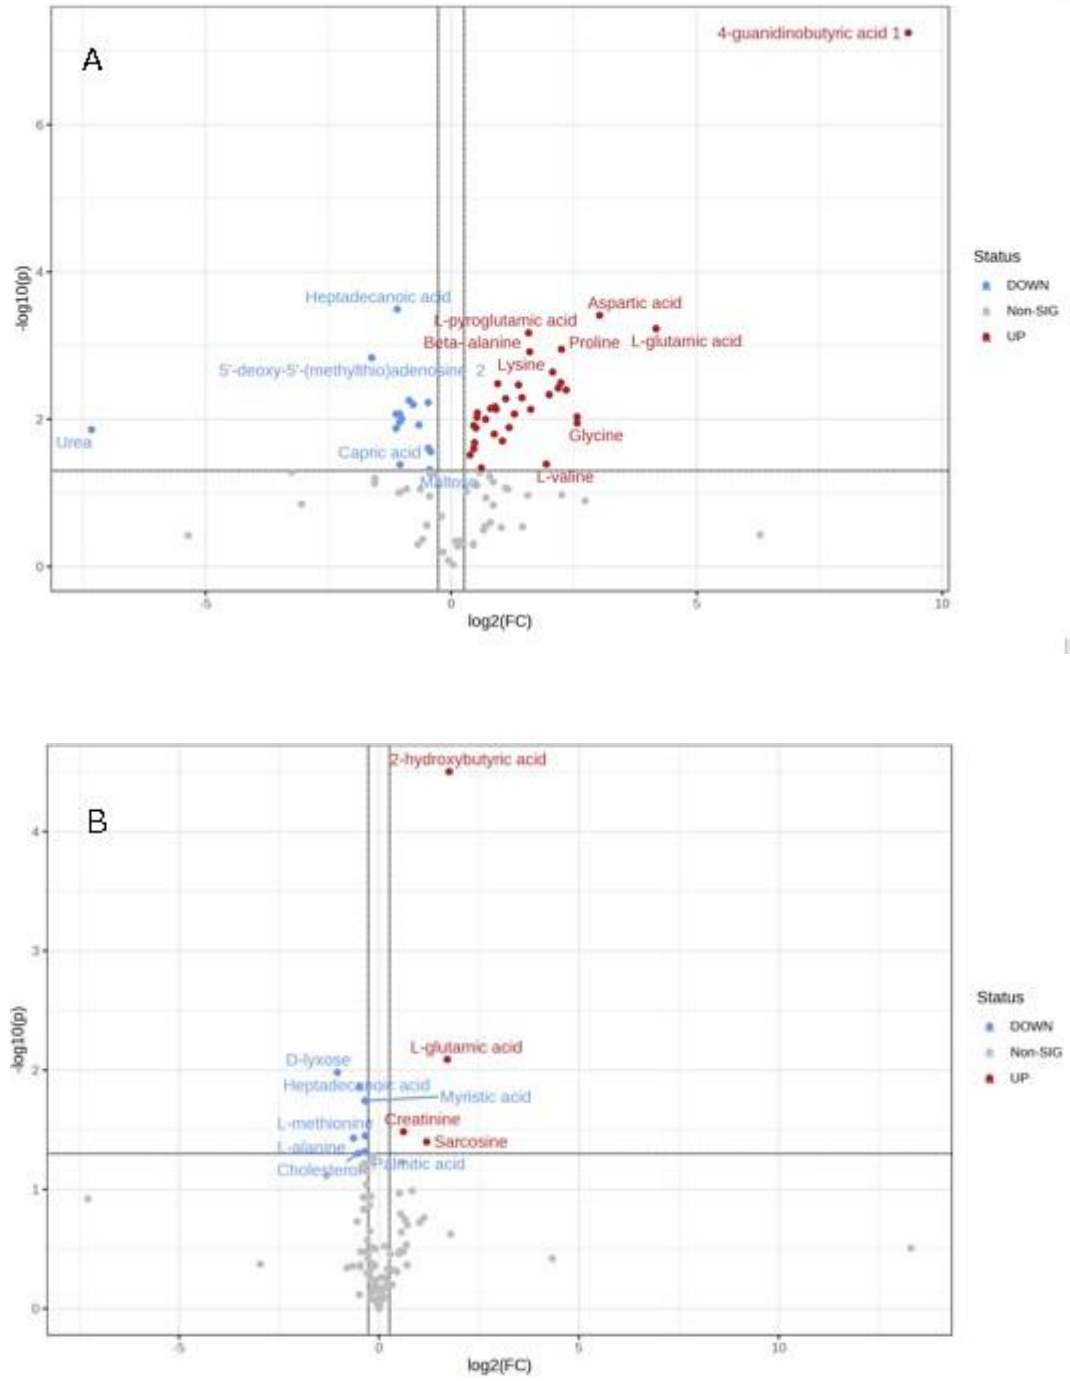 A
4-guanidinobutyric acid 1
6
4
2
0
-log10(p)
Heptadecanoic acid
Aspartic acid
L-pyroglutamic acid
Beta- alanine
Proline
L-glutamic acid
Lysine
5'-deoxy-5'-(methylthio)adenosine 2
Glycine
Urea
Capric acid
Maltose
L-valine
-5
0
5
10
log2(FC)
Status
DOWN
Non-SIG
UP
B
2-hydroxybutyric acid
4
3
2
1
0
-log10(p)
L-glutamic acid
D-lyxose
Heptadecanoic acid
Myristic acid
Creatinine
L-methionine
Sarcosine
L-alanine
Cholesterol
Palmitic acid
-5
0
5
10
log2(FC)
Status
DOWN
Non-SIG
UP